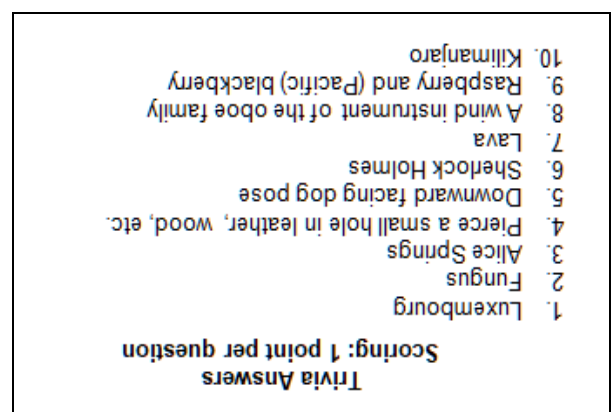 Trivia Answers
Scoring: 1 point per question
1. Luxembourg
2. Fungus
3. Alice Springs
4. Pierce a small hole in leather, wood, etc.
5. Downward facing dog pose
6. Sherlock Holmes
7. Lava
8. A wind instrument of the oboe family
9. Raspberry and (Pacific) blackberry
10. Kilimanjaro